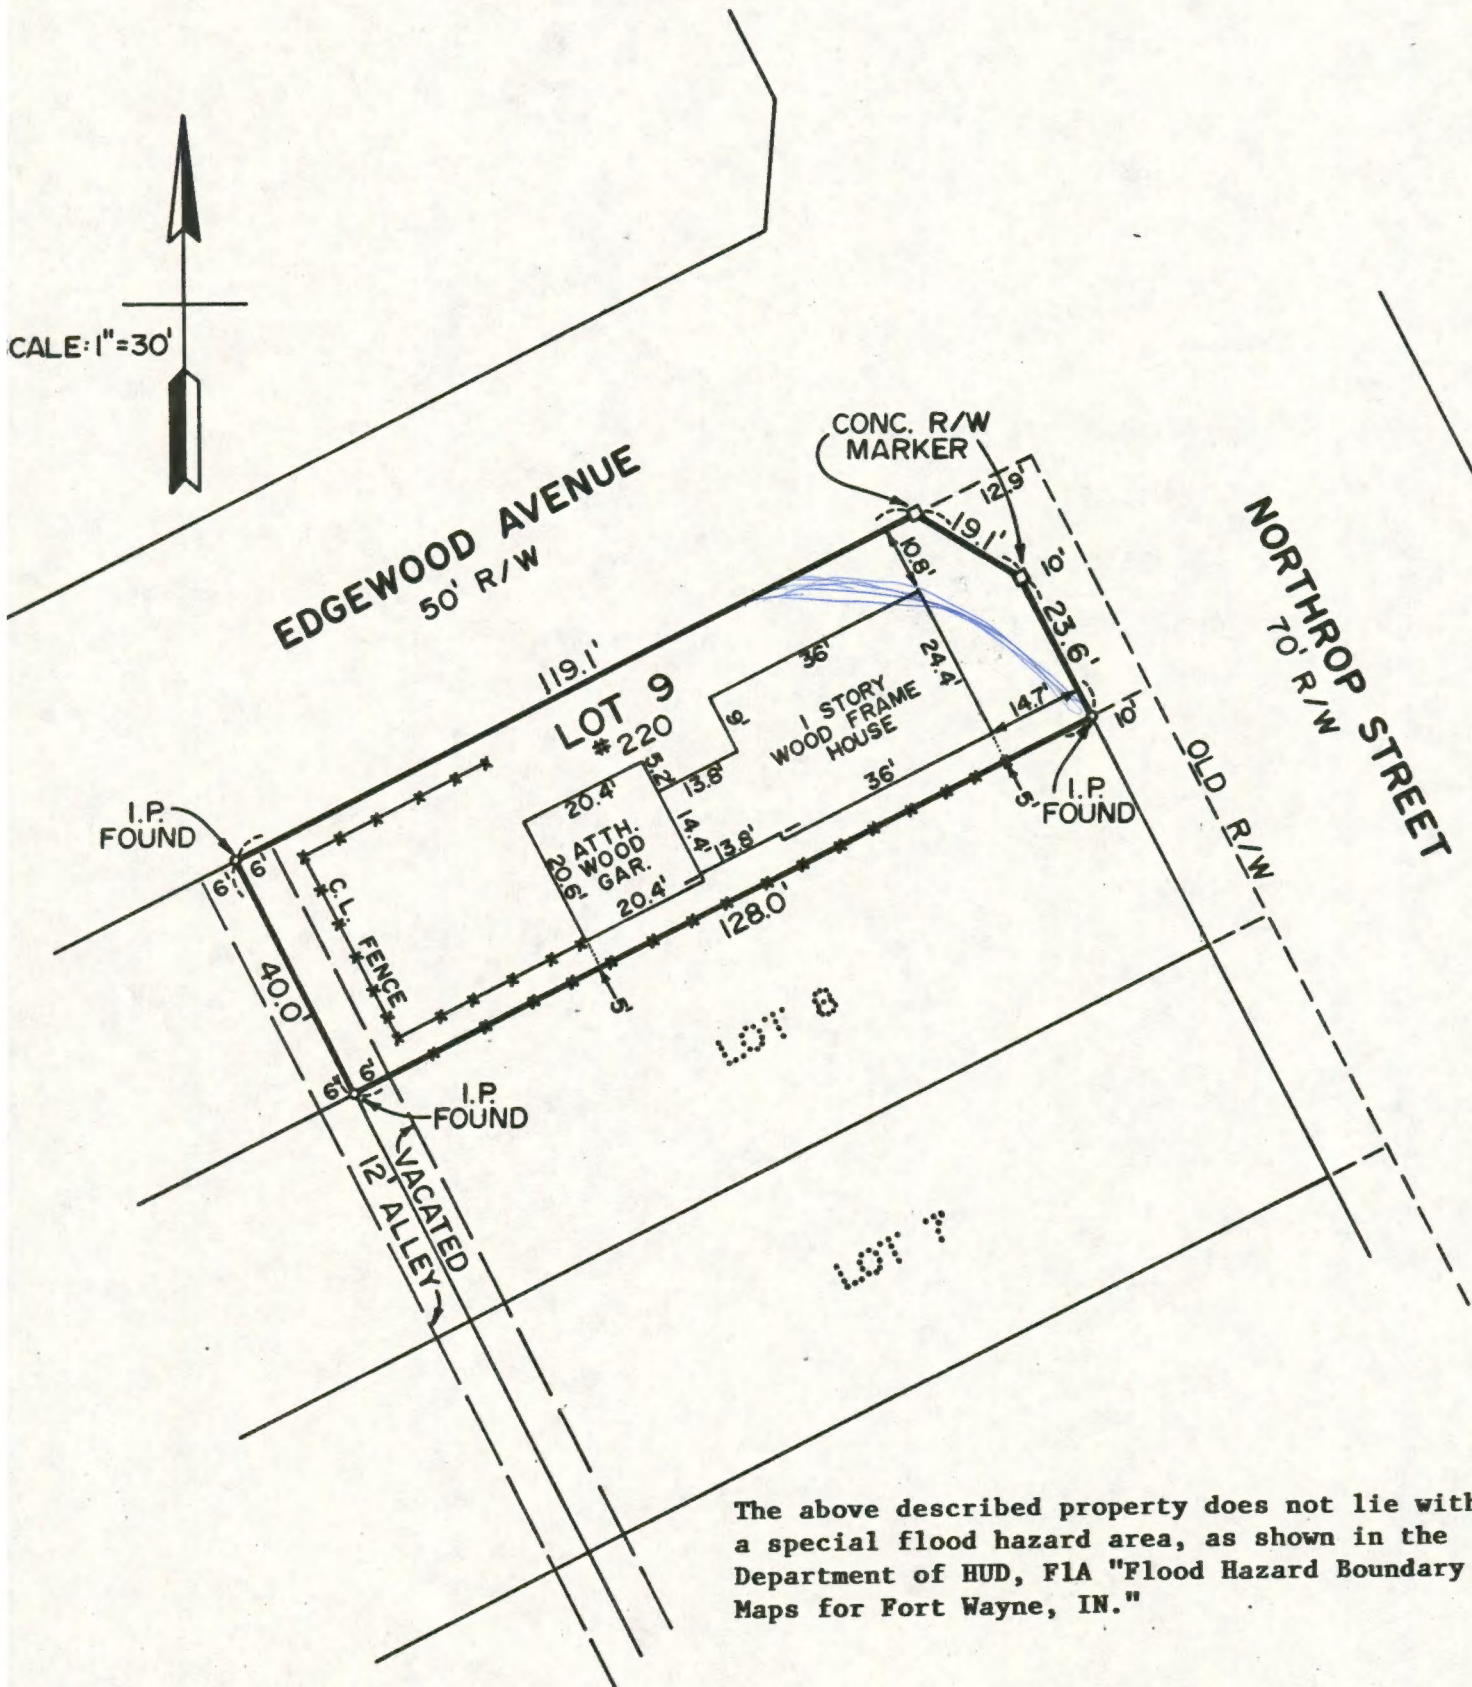 CALE: 1"=30'
CONC. R/W
MARKER
12.9'
19.1'
10'
10.8'
23.6'
EDGEWOOD AVENUE
50' R/W
NORTHROP STREET
70' R/W
119.1'
LOT 9
#220
36'
24.4'
1 STORY
WOOD FRAME
HOUSE
14.7'
10'
5.2'
13.8'
36'
OLD R/W
I.P.
FOUND
5'
I.P.
FOUND
20.4'
ATTH.
WOOD
GAR.
14.4'
13.8'
20.6'
20.4'
6'
6'
C.L. FENCE
128.0'
40.0'
5'
LOT 8
6'
6'
I.P.
FOUND
VACATED
12' ALLEY
LOT 7
The above described property does not lie with
a special flood hazard area, as shown in the
Department of HUD, F1A "Flood Hazard Boundary
Maps for Fort Wayne, IN."